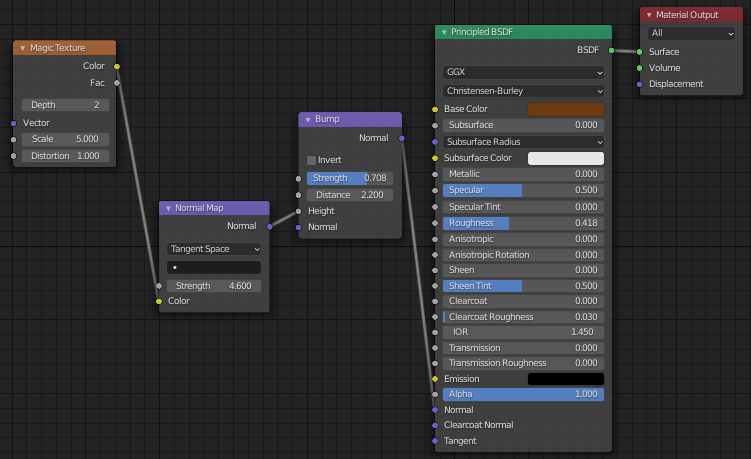 Magic Texture
Color
Fac
Depth 2
Vector
Scale 5.000
Distortion 1.000
Normal Map
Normal
Tangent Space
Strength 4.600
Color
Bump
Normal
Invert
Strength 0.708
Distance 2.200
Height
Normal
Principled BSDF
BSDF
GGX
Christensen-Burley
Base Color
Subsurface 0.000
Subsurface Radius
Subsurface Color
Metallic 0.000
Specular 0.500
Specular Tint 0.000
Roughness 0.418
Anisotropic 0.000
Anisotropic Rotation 0.000
Sheen 0.000
Sheen Tint 0.500
Clearcoat 0.000
Clearcoat Roughness 0.030
IOR 1.450
Transmission 0.000
Transmission Roughness 0.000
Emission
Alpha 1.000
Normal
Clearcoat Normal
Tangent
Material Output
All
Surface
Volume
Displacement